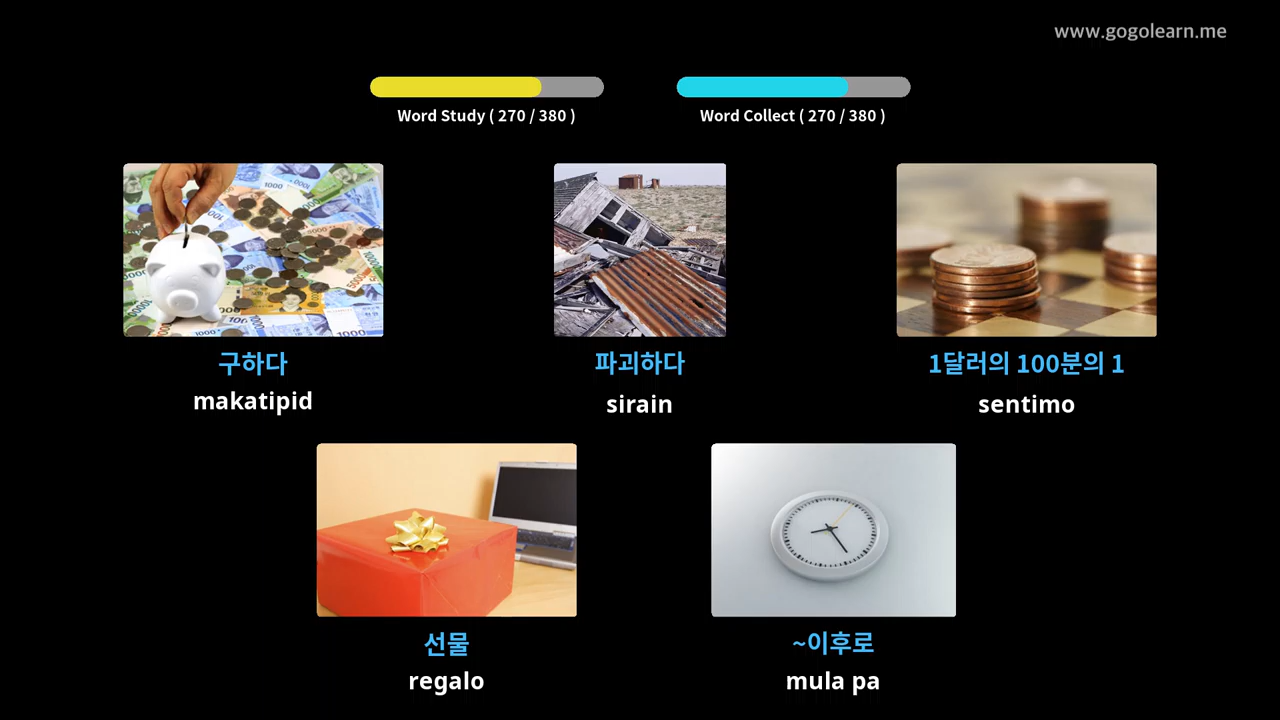 www.gogolearn.me
Word Study ( 270 / 380 )
Word Collect ( 270 / 380 )
구하다
makatipid
파괴하다
sirain
1달러의 100분의 1
sentimo
선물
regalo
~이후로
mula pa